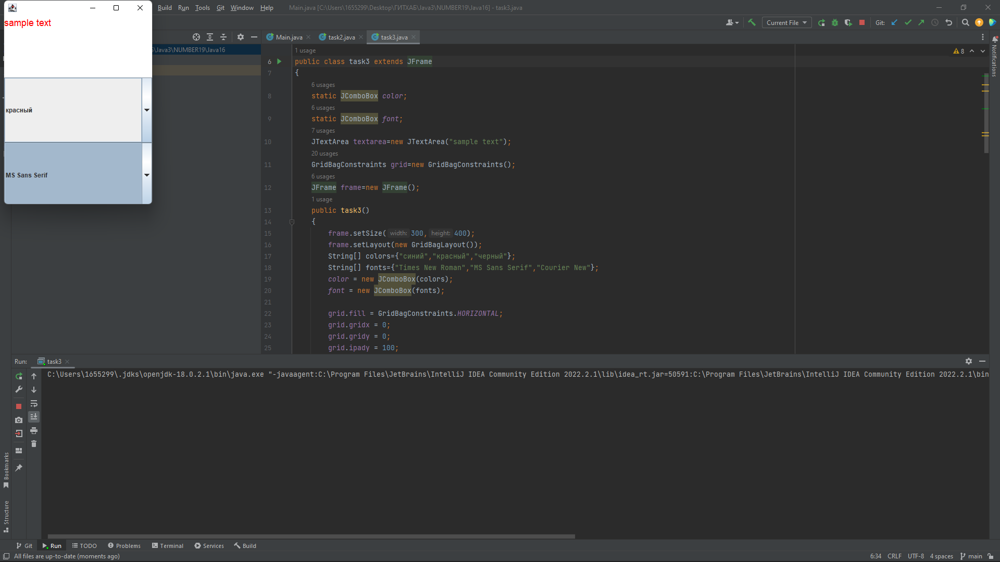 Build Run Tools Git Window Help
Main.java [C:\Users\1655299\Desktop\ГИТХАБ\Java3\NUMBER19\Java16] - task3.java
sample text
красный
MS Sans Serif
Current File
Git:
\Java3\NUMBER19\Java16
Main.java
task2.java
task3.java
8
Notifications
1 usage
6 public class task3 extends JFrame
7 {
6 usages
8 static JComboBox color;
6 usages
9 static JComboBox font;
7 usages
10 JTextArea textarea=new JTextArea("sample text");
20 usages
11 GridBagConstraints grid=new GridBagConstraints();
6 usages
12 JFrame frame=new JFrame();
1 usage
13 public task3()
14 {
15 frame.setSize( width: 300, height: 400);
16 frame.setLayout(new GridBagLayout());
17 String[] colors={"синий","красный","черный"};
18 String[] fonts={"Times New Roman","MS Sans Serif","Courier New"};
19 color = new JComboBox(colors);
20 font = new JComboBox(fonts);
21
22 grid.fill = GridBagConstraints.HORIZONTAL;
23 grid.gridx = 0;
24 grid.gridy = 0;
25 grid.ipady = 100;
Run: task3
C:\Users\1655299\.jdks\openjdk-18.0.2.1\bin\java.exe "-javaagent:C:\Program Files\JetBrains\IntelliJ IDEA Community Edition 2022.2.1\lib\idea_rt.jar=50591:C:\Program Files\JetBrains\IntelliJ IDEA Community Edition 2022.2.1\bin
Bookmarks
Structure
Git Run TODO Problems Terminal Services Build
All files are up-to-date (moments ago)
6:34 CRLF UTF-8 4 spaces main